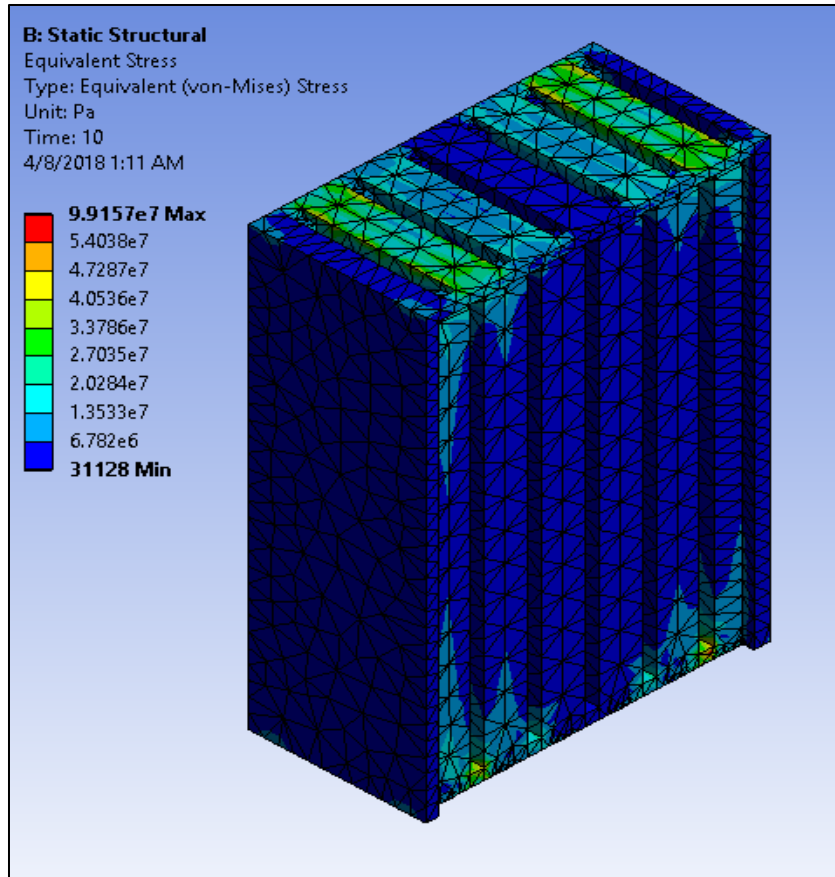 B: Static Structural
Equivalent Stress
Type: Equivalent (von-Mises) Stress
Unit: Pa
Time: 10
4/8/2018 1:11 AM
9.9157e7 Max
5.4038e7
4.7287e7
4.0536e7
3.3786e7
2.7035e7
2.0284e7
1.3533e7
6.782e6
31128 Min